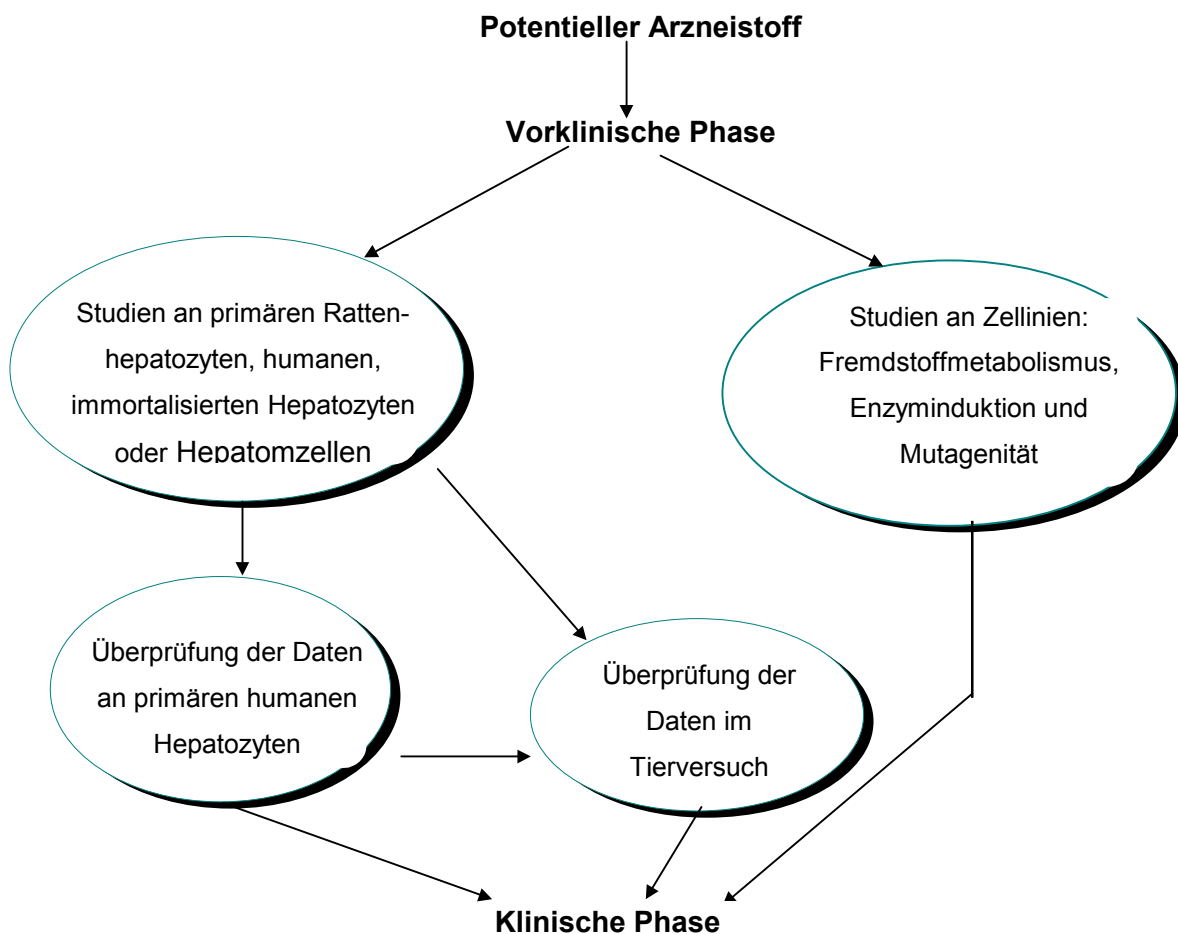 Potentieller Arzneistoff
Vorklinische Phase
Studien an primären Ratten-
hepatozyten, humanen,
immortalisierten Hepatozyten
oder Hepatomzellen
Studien an Zellinien:
Fremdstoffmetabolismus,
Enzyminduktion und
Mutagenität
Überprüfung der Daten
an primären humanen
Hepatozyten
Überprüfung der
Daten im
Tierversuch
Klinische Phase